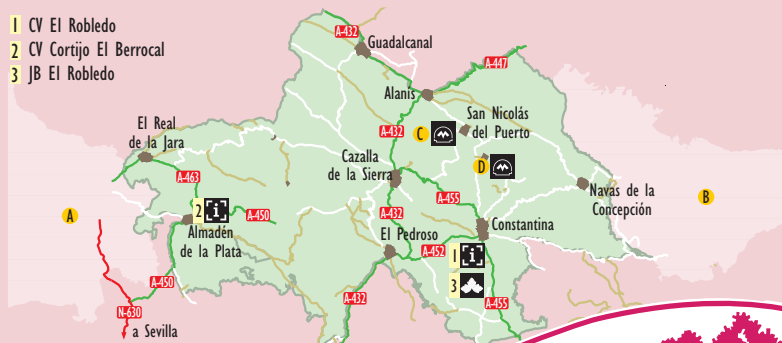 1 CV El Robledo
2 CV Cortijo El Berrocal
3 JB El Robledo
A-432
Guadalcanal
A-447
Alanís
San Nicolás
del Puerto
El Real
de la Jara
A-432
C
Cazalla
de la Sierra
D
A-463
A-455
Navas de la
Concepción
B
A
2
A-450
A-432
Almadén
de la Plata
El Pedroso
A-452
Constantina
1
A-450
3
A-432
A-455
N-630
a Sevilla